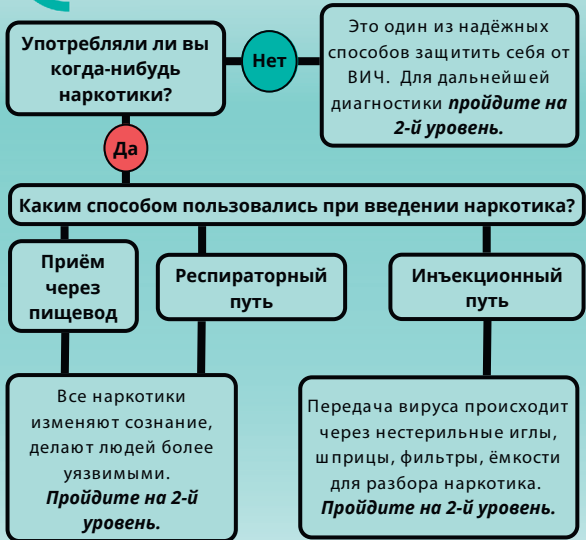 Употребляли ли вы
когда-нибудь
наркотики?
Нет
Это один из надёжных
способов защитить себя от
ВИЧ. Для дальнейшей
диагностики пройдите на
2-й уровень.
Да
Каким способом пользовались при введении наркотика?
Приём
через
пищевод
Респираторный
путь
Инъекционный
путь
Все наркотики
изменяют сознание,
делают людей более
уязвимыми.
Пройдите на 2-й
уровень.
Передача вируса происходит
через нестерильные иглы,
шприцы, фильтры, ёмкости
для разбора наркотика.
Пройдите на 2-й уровень.